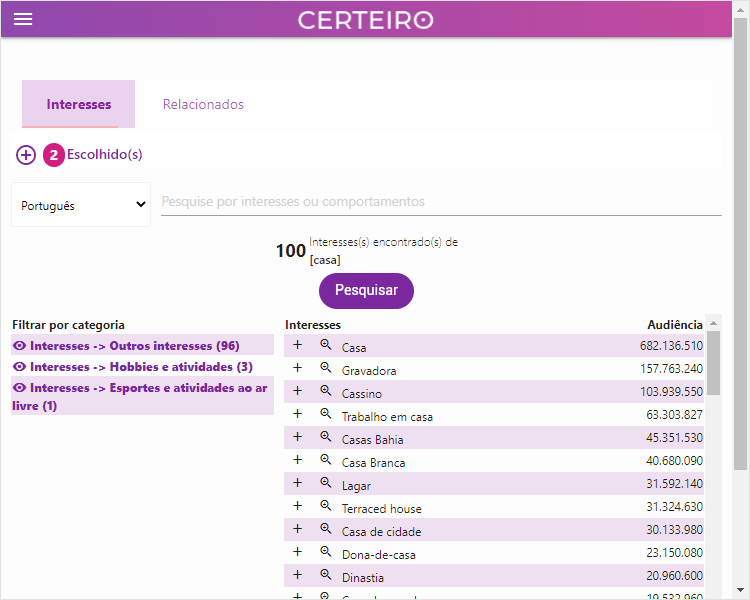 CERTEIRO
Interesses Relacionados
2 Escolhido(s)
Português
Pesquise por interesses ou comportamentos
100 Interesses(s) encontrado(s) de
[casa]
Pesquisar
Filtrar por categoria
Interesses -> Outros interesses (96)
Interesses -> Hobbies e atividades (3)
Interesses -> Esportes e atividades ao ar
livre (1)
Interesses Audiência
+ Casa 682.136.510
+ Gravadora 157.763.240
+ Cassino 103.939.550
+ Trabalho em casa 63.303.827
+ Casas Bahia 45.351.530
+ Casa Branca 40.680.090
+ Lagar 31.592.140
+ Terraced house 31.324.630
+ Casa de cidade 30.133.980
+ Dona-de-casa 23.150.080
+ Dinastia 20.960.600
19.532.960